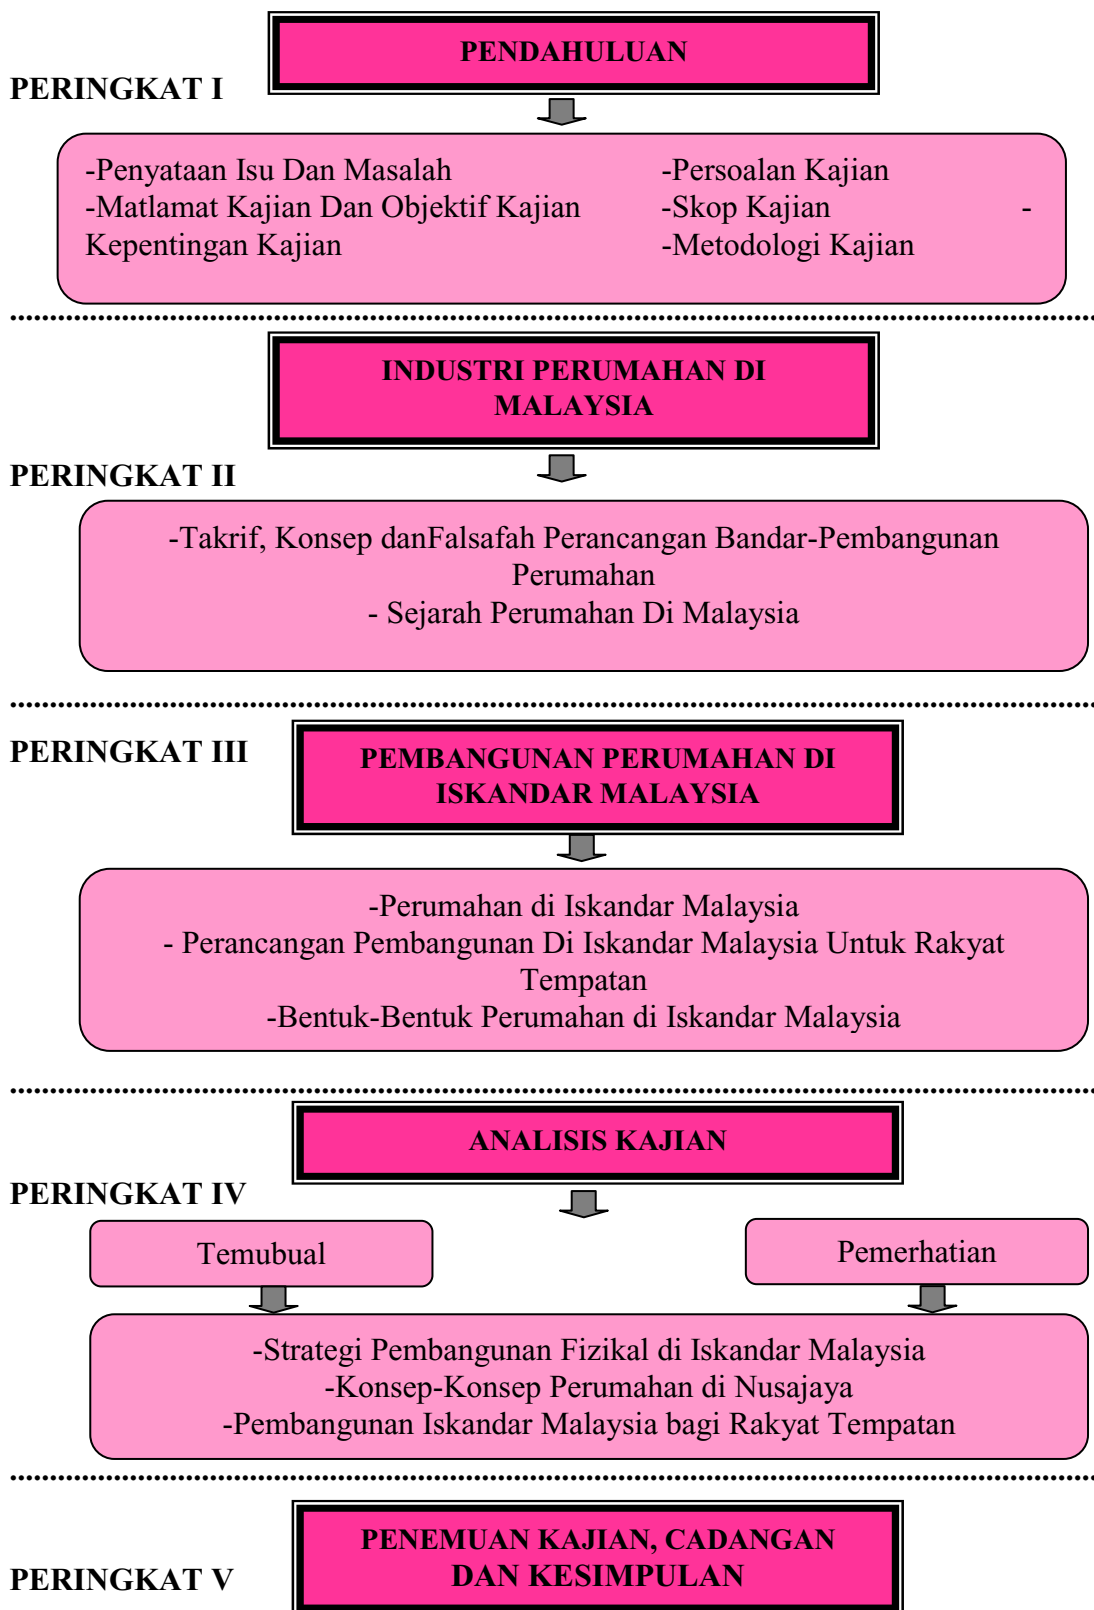 PENDAHULUAN
PERINGKAT I
-Penyataan Isu Dan Masalah -Persoalan Kajian
-Matlamat Kajian Dan Objektif Kajian -Skop Kajian -
Kepentingan Kajian -Metodologi Kajian
INDUSTRI PERUMAHAN DI
MALAYSIA
PERINGKAT II
-Takrif, Konsep danFalsafah Perancangan Bandar-Pembangunan
Perumahan
- Sejarah Perumahan Di Malaysia
PERINGKAT III
PEMBANGUNAN PERUMAHAN DI
ISKANDAR MALAYSIA
-Perumahan di Iskandar Malaysia
- Perancangan Pembangunan Di Iskandar Malaysia Untuk Rakyat
Tempatan
-Bentuk-Bentuk Perumahan di Iskandar Malaysia
ANALISIS KAJIAN
PERINGKAT IV
Temubual
Pemerhatian
-Strategi Pembangunan Fizikal di Iskandar Malaysia
-Konsep-Konsep Perumahan di Nusajaya
-Pembangunan Iskandar Malaysia bagi Rakyat Tempatan
PENEMUAN KAJIAN, CADANGAN
DAN KESIMPULAN
PERINGKAT V